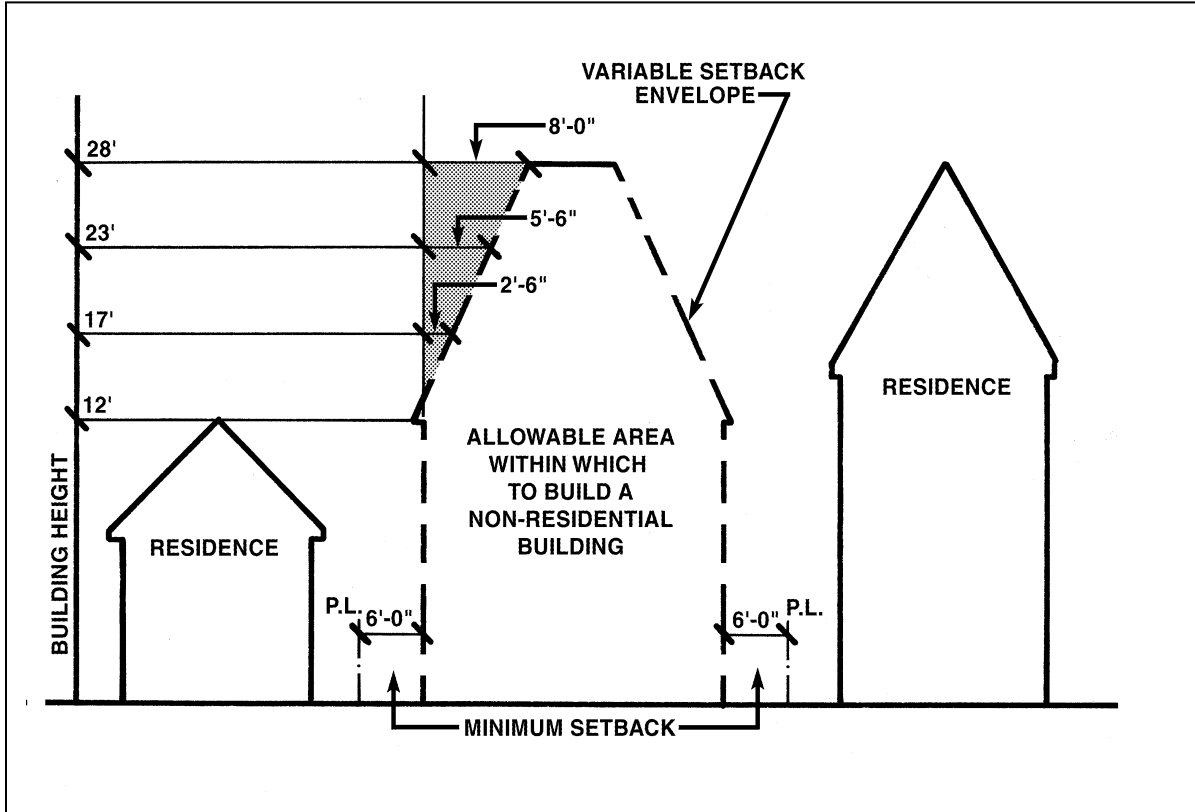 VARIABLE SETBACK
ENVELOPE
8'-0"
28'
5'-6"
23'
2'-6"
17'
12'
RESIDENCE
ALLOWABLE AREA
WITHIN WHICH
TO BUILD A
NON-RESIDENTIAL
BUILDING
BUILDING HEIGHT
RESIDENCE
P.L.
6'-0"
6'-0"
P.L.
MINIMUM SETBACK